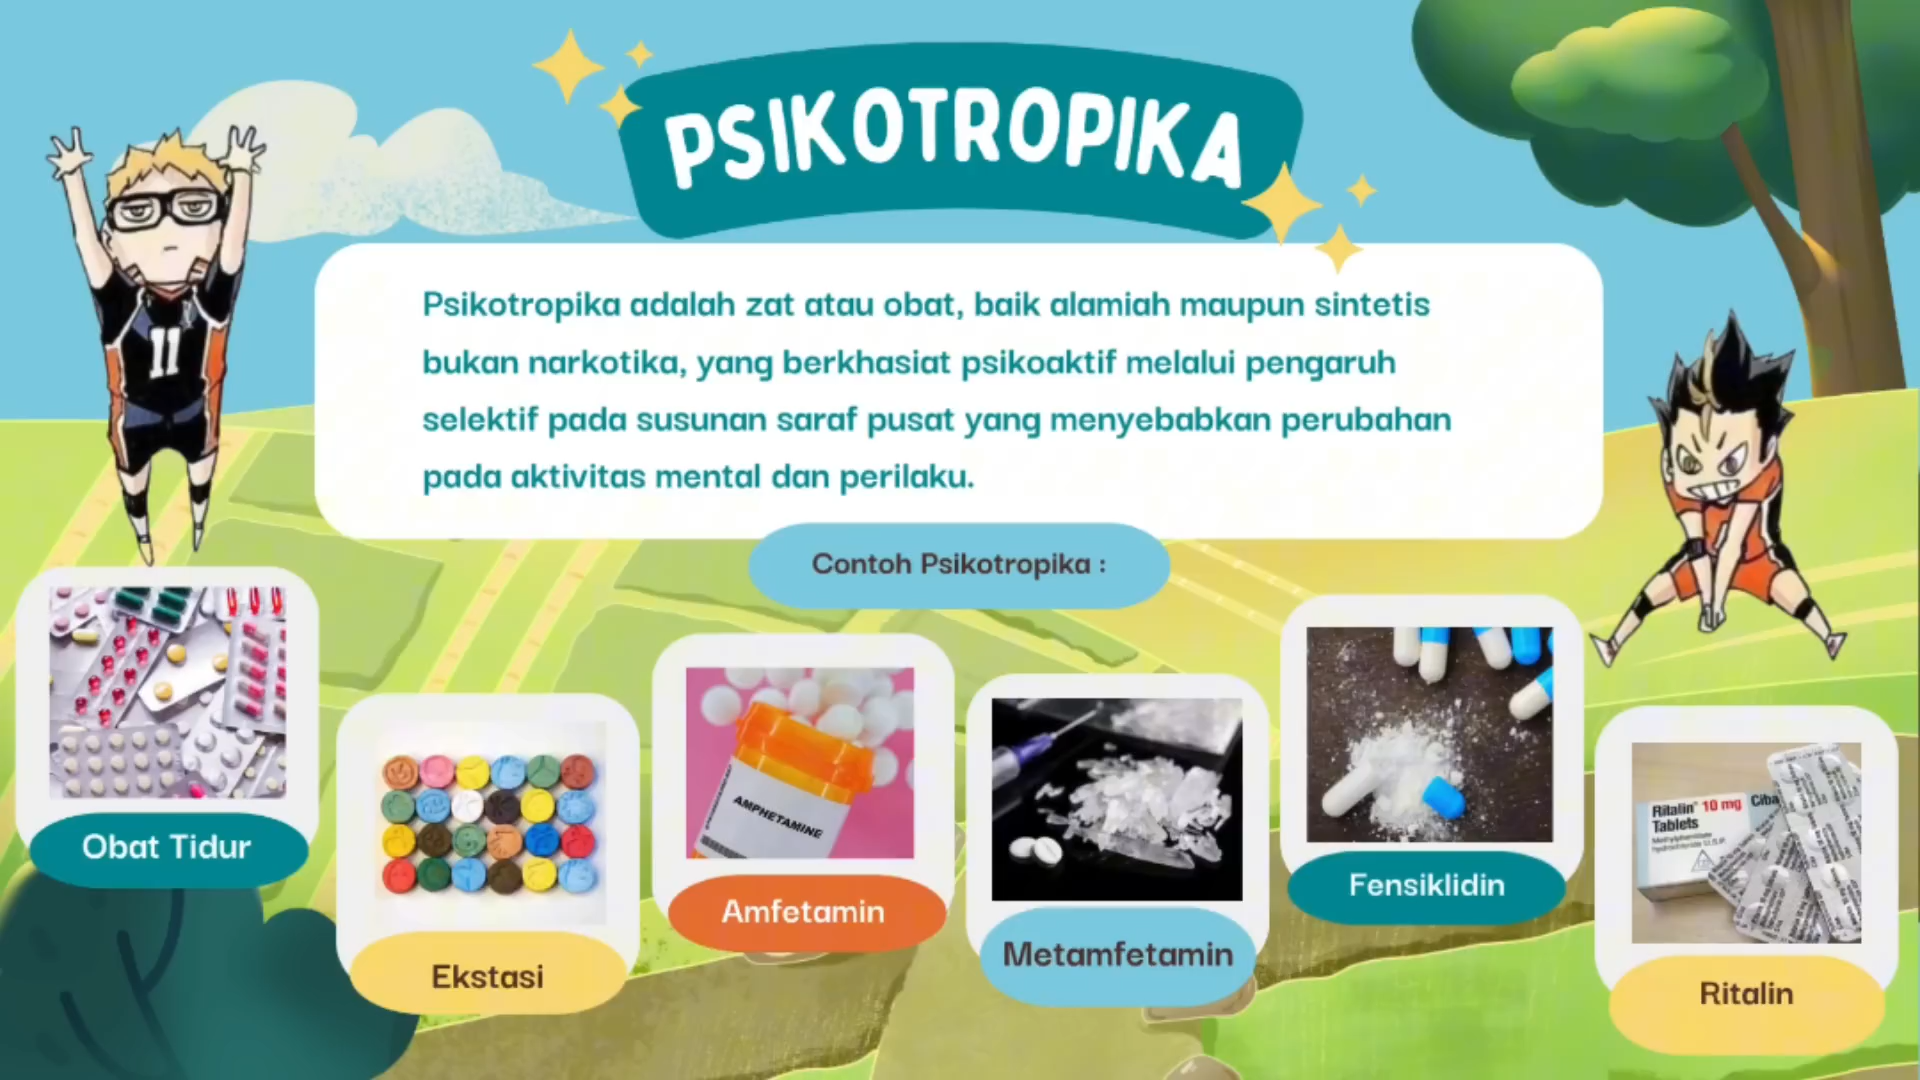 PSIKOTROPIKA
Psikotropika adalah zat atau obat, baik alamiah maupun sintetis
bukan narkotika, yang berkhasiat psikoaktif melalui pengaruh
selektif pada susunan saraf pusat yang menyebabkan perubahan
pada aktivitas mental dan perilaku.
Contoh Psikotropika :
11
Obat Tidur
Ekstasi
AMPHETAMINE
Amfetamin
Metamfetamin
Fensiklidin
Ritalin® 10 mg Ciba
Tablets
Ritalin